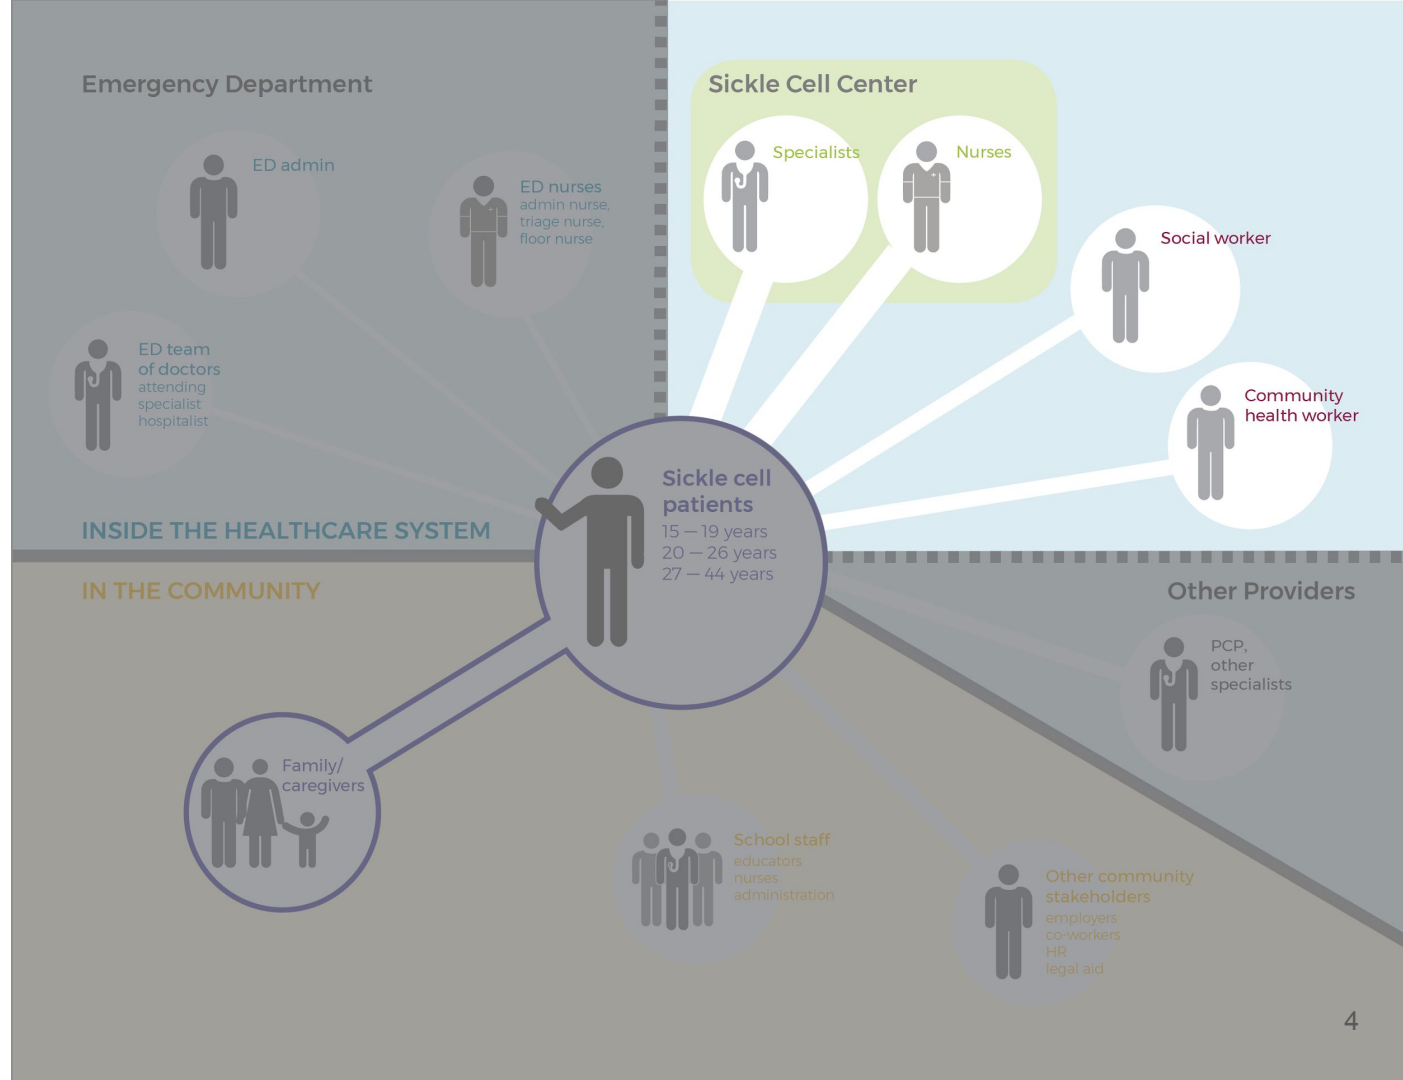 Emergency Department
ED admin
ED nurses
admin nurse,
triage nurse,
floor nurse
ED team
of doctors
attending
specialist
hospitalist
INSIDE THE HEALTHCARE SYSTEM
Sickle Cell Center
Specialists
Nurses
Social worker
Community
health worker
Sickle cell
patients
15 — 19 years
20 — 26 years
27 — 44 years
IN THE COMMUNITY
Family/
caregivers
School staff
educators
nurses
administration
Other community
stakeholders
employers
co-workers
HR
legal aid
Other Providers
PCP,
other
specialists
4